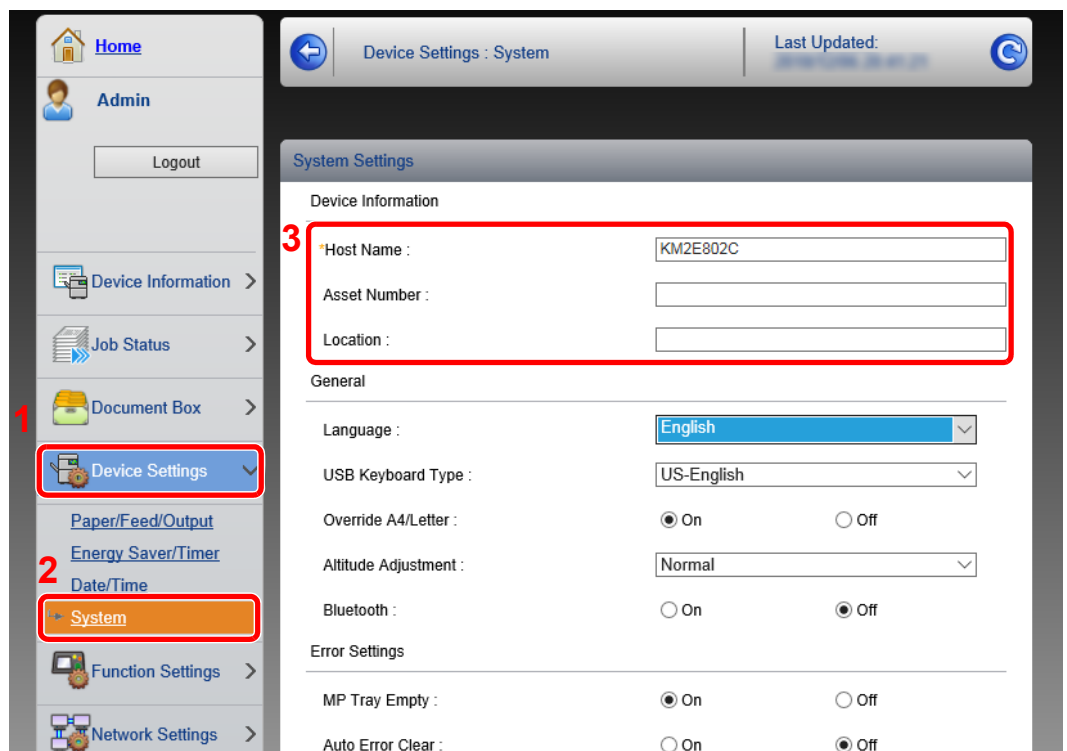 Home
Admin
Logout
Device Information
Job Status
1
Document Box
Device Settings
Paper/Feed/Output
Energy Saver/Timer
2
Date/Time
System
Function Settings
Network Settings
Device Settings : System
Last Updated:
System Settings
Device Information
3
*Host Name : KM2E802C
Asset Number :
Location :
General
Language : English
USB Keyboard Type : US-English
Override A4/Letter : On Off
Altitude Adjustment : Normal
Bluetooth : On Off
Error Settings
MP Tray Empty : On Off
Auto Error Clear : On Off